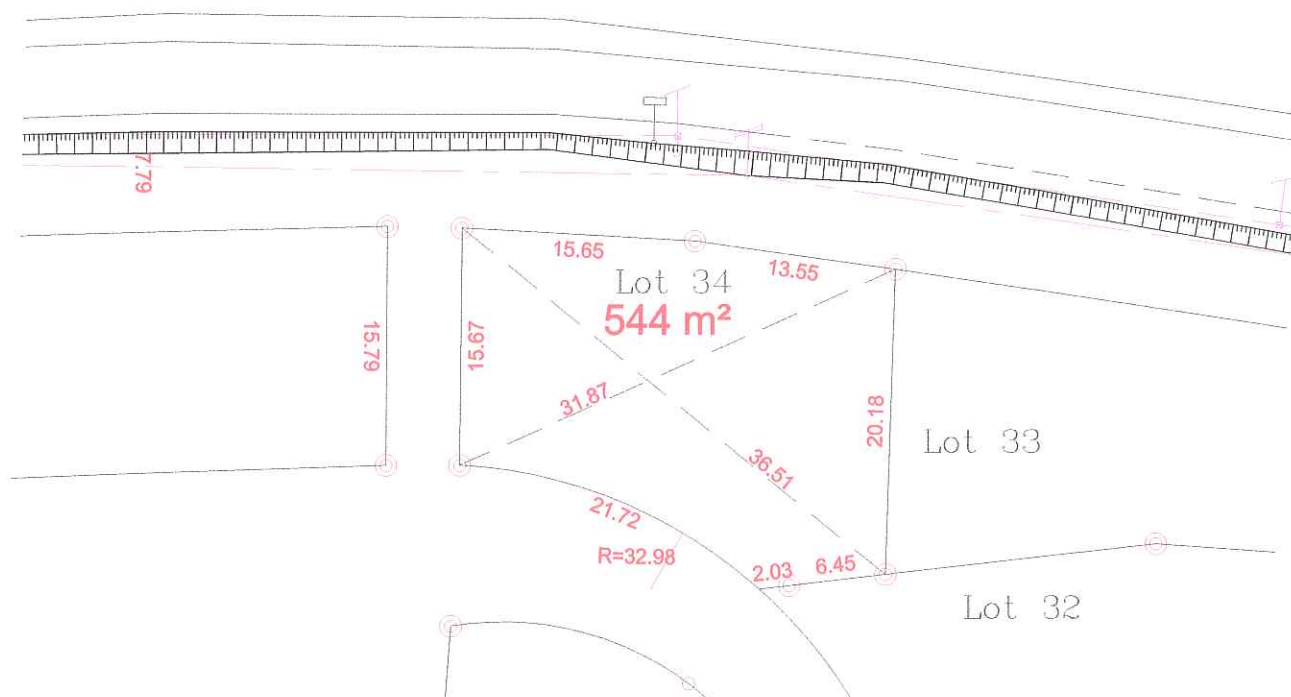 7.79
15.65
13.55
Lot 34
544 m²
15.79
15.67
31.87
20.18
Lot 33
36.51
21.72
R=32.98
2.03
6.45
Lot 32